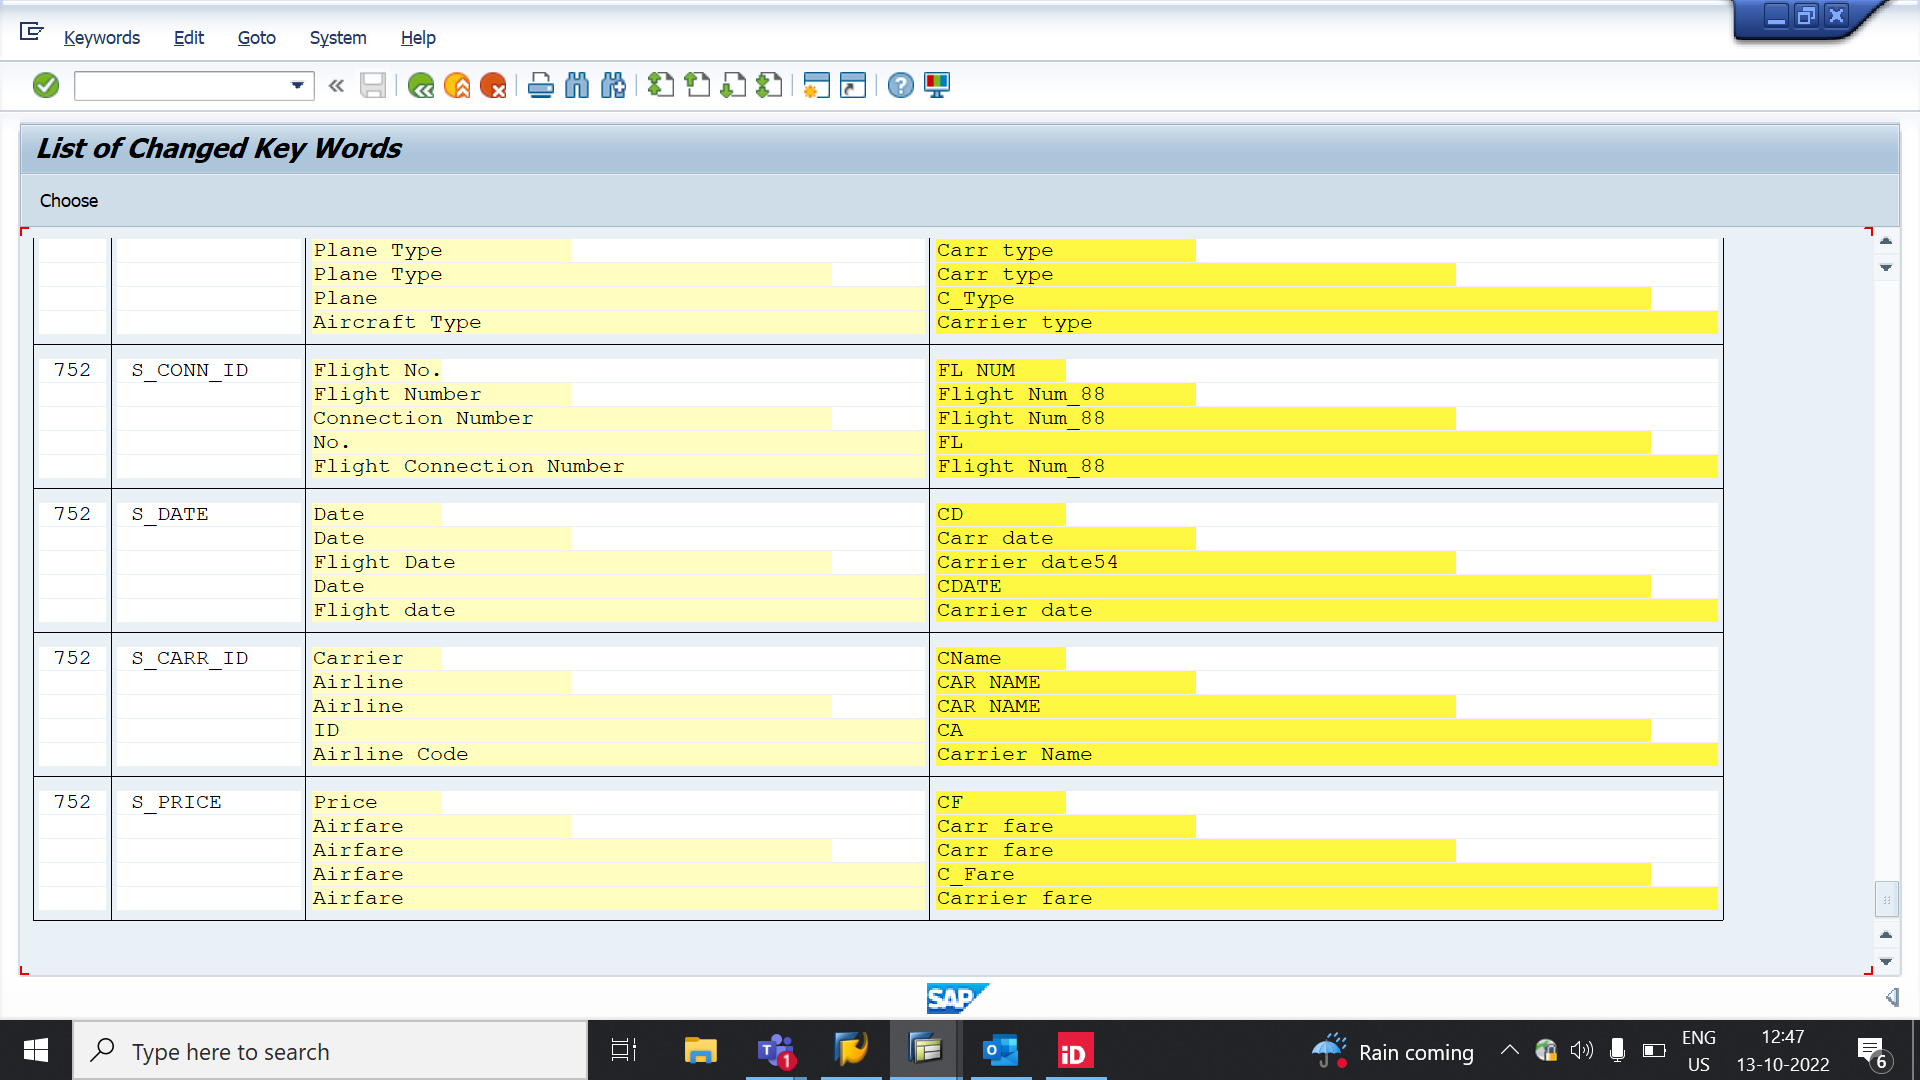 Keywords Edit Goto System Help
List of Changed Key Words
Choose
Plane Type Carr type
Plane Type Carr type
Plane C_Type
Aircraft Type Carrier type
752 S_CONN_ID Flight No. FL NUM
Flight Number Flight Num_88
Connection Number Flight Num_88
No. FL
Flight Connection Number Flight Num_88
752 S_DATE Date CD
Date Carr date
Flight Date Carrier date54
Date CDATE
Flight date Carrier date
752 S_CARR_ID Carrier CName
Airline CAR NAME
Airline CAR NAME
ID CA
Airline Code Carrier Name
752 S_PRICE Price CF
Airfare Carr fare
Airfare Carr fare
Airfare C_Fare
Airfare Carrier fare
SAP
Type here to search
T
1
O
iD
Rain coming
ENG
US
12:47
13-10-2022
6